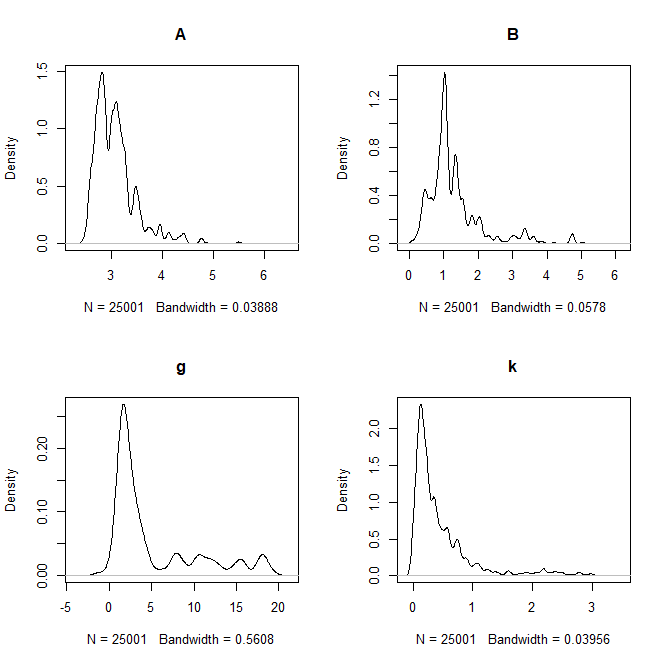 A
Density
0.0 0.5 1.0 1.5
3 4 5 6
N = 25001 Bandwidth = 0.03888
B
Density
0.0 0.4 0.8 1.2
0 1 2 3 4 5 6
N = 25001 Bandwidth = 0.0578
g
Density
0.00 0.10 0.20
-5 0 5 10 15 20
N = 25001 Bandwidth = 0.5608
k
Density
0.0 0.5 1.0 1.5 2.0
0 1 2 3
N = 25001 Bandwidth = 0.03956